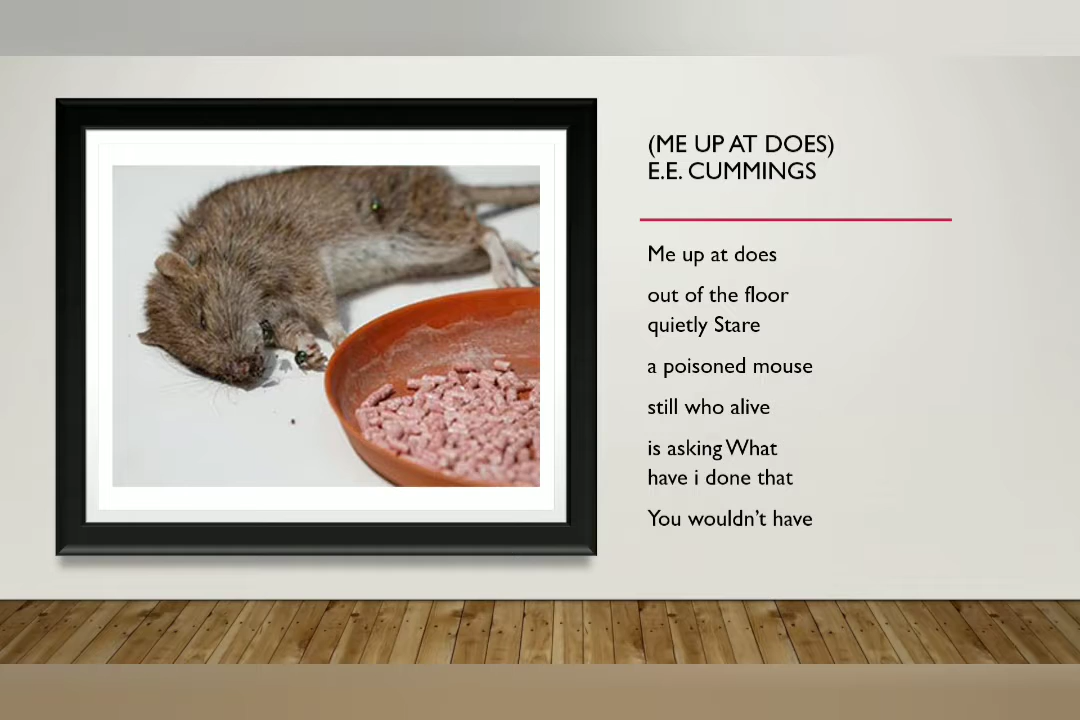 (ME UP AT DOES)
E.E. CUMMINGS
Me up at does
out of the floor
quietly Stare
a poisoned mouse
still who alive
is asking What
have i done that
You wouldn't have